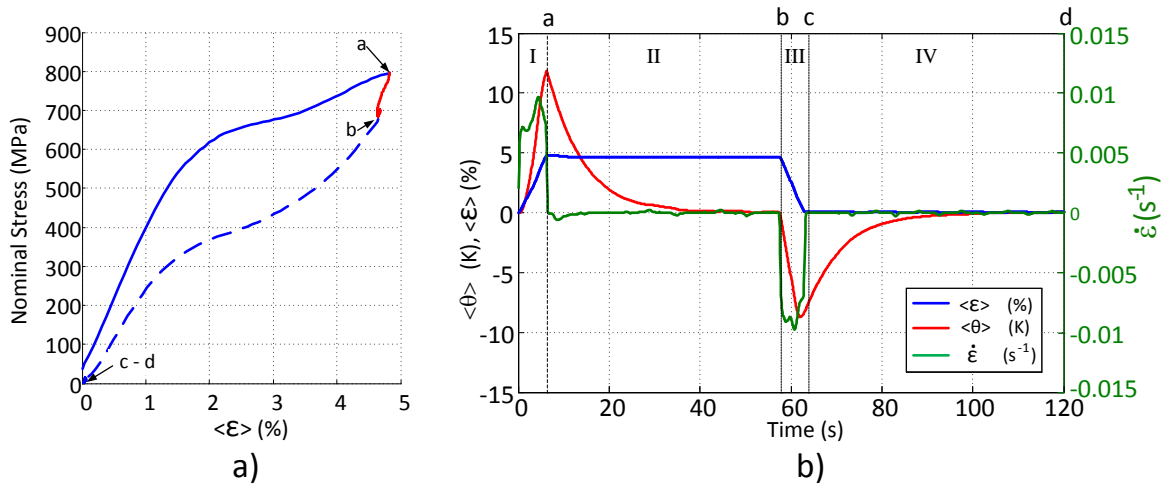 a
b
c - d
Nominal Stress (MPa)
900
800
700
600
500
400
300
200
100
0
0 1 2 3 4 5
<ε> (%)
a)
a b c d
I II III IV
<θ> (K), <ε> (%)
15
10
5
0
-5
-10
-15
0 20 40 60 80 100 120
Time (s)
0.015
0.01
0.005
0
-0.005
-0.01
-0.015
ε̇ (s⁻¹)
<ε> (%)
<θ> (K)
ε̇ (s⁻¹)
b)